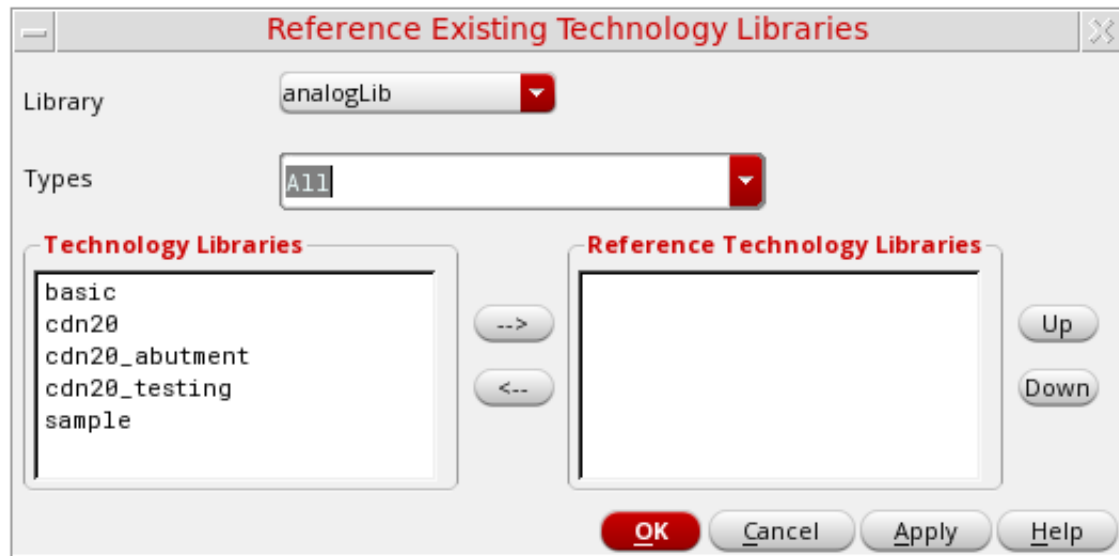 Reference Existing Technology Libraries
Library analogLib
Types All
Technology Libraries
basic
cdn20
cdn20_abutment
cdn20_testing
sample
-->
<--
Reference Technology Libraries
Up
Down
OK Cancel Apply Help